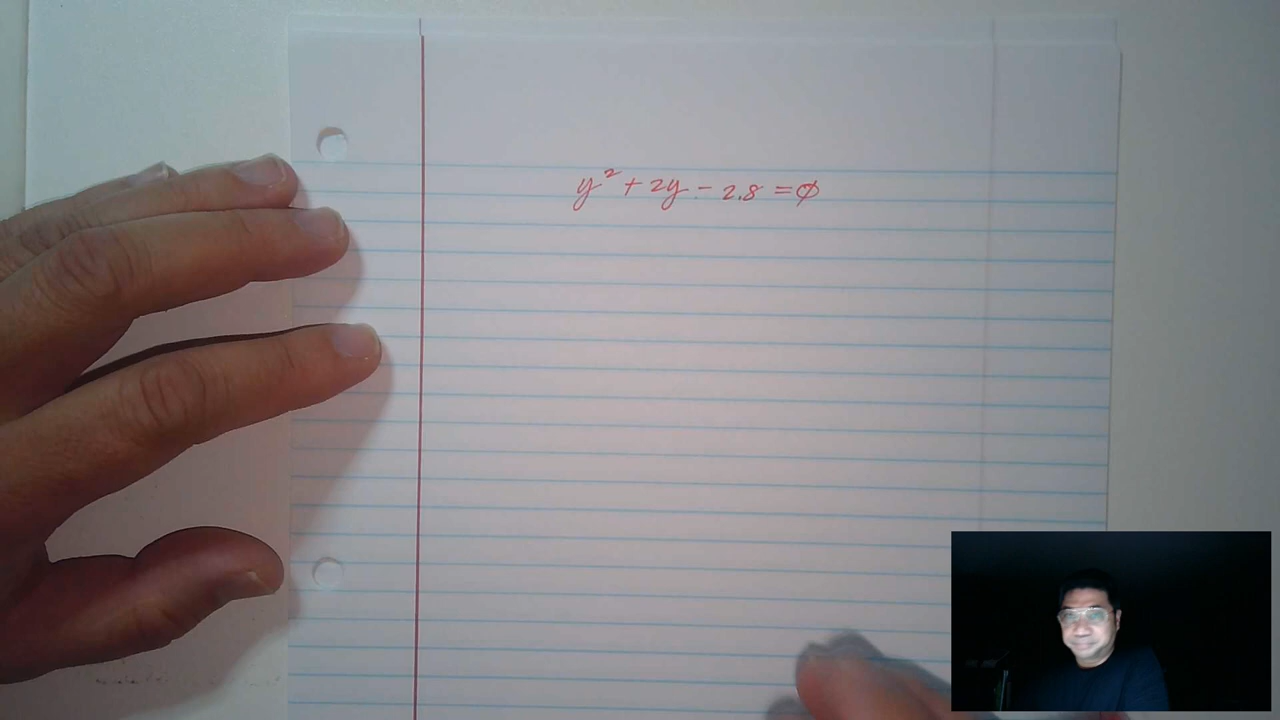 y² + 2y - 2.8 = ∅